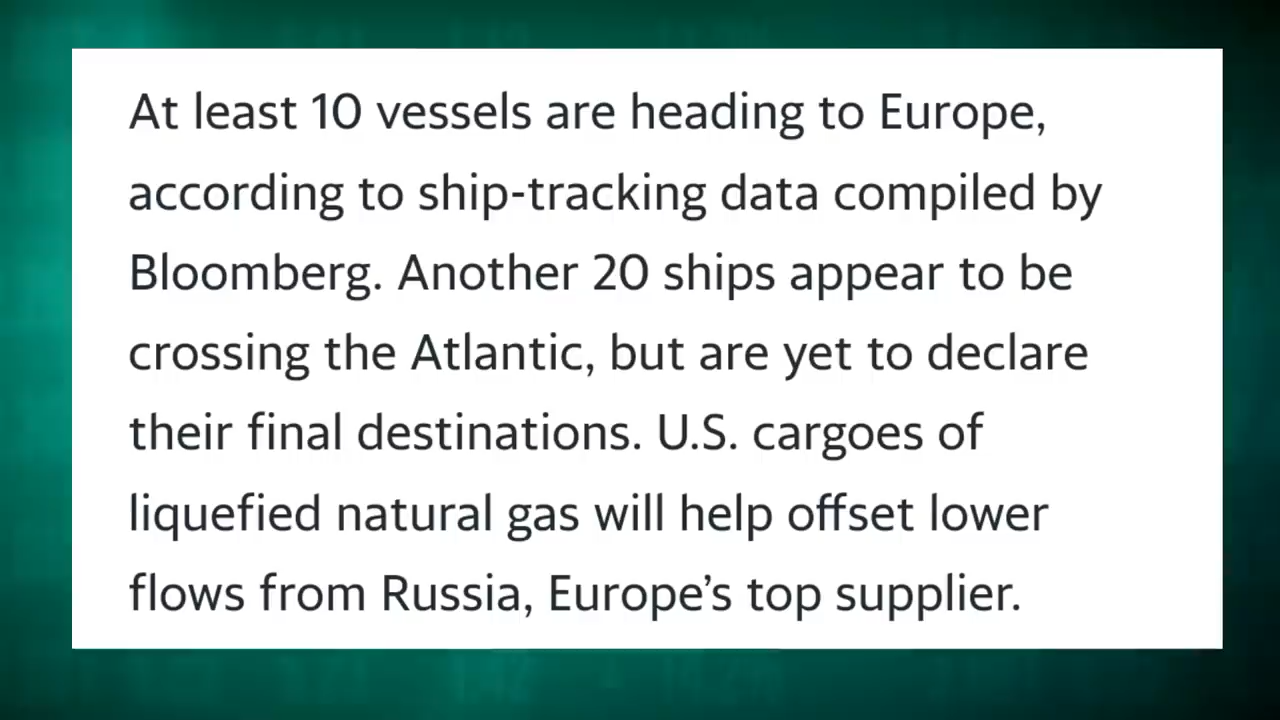 At least 10 vessels are heading to Europe,
according to ship-tracking data compiled by
Bloomberg. Another 20 ships appear to be
crossing the Atlantic, but are yet to declare
their final destinations. U.S. cargoes of
liquefied natural gas will help offset lower
flows from Russia, Europe’s top supplier.